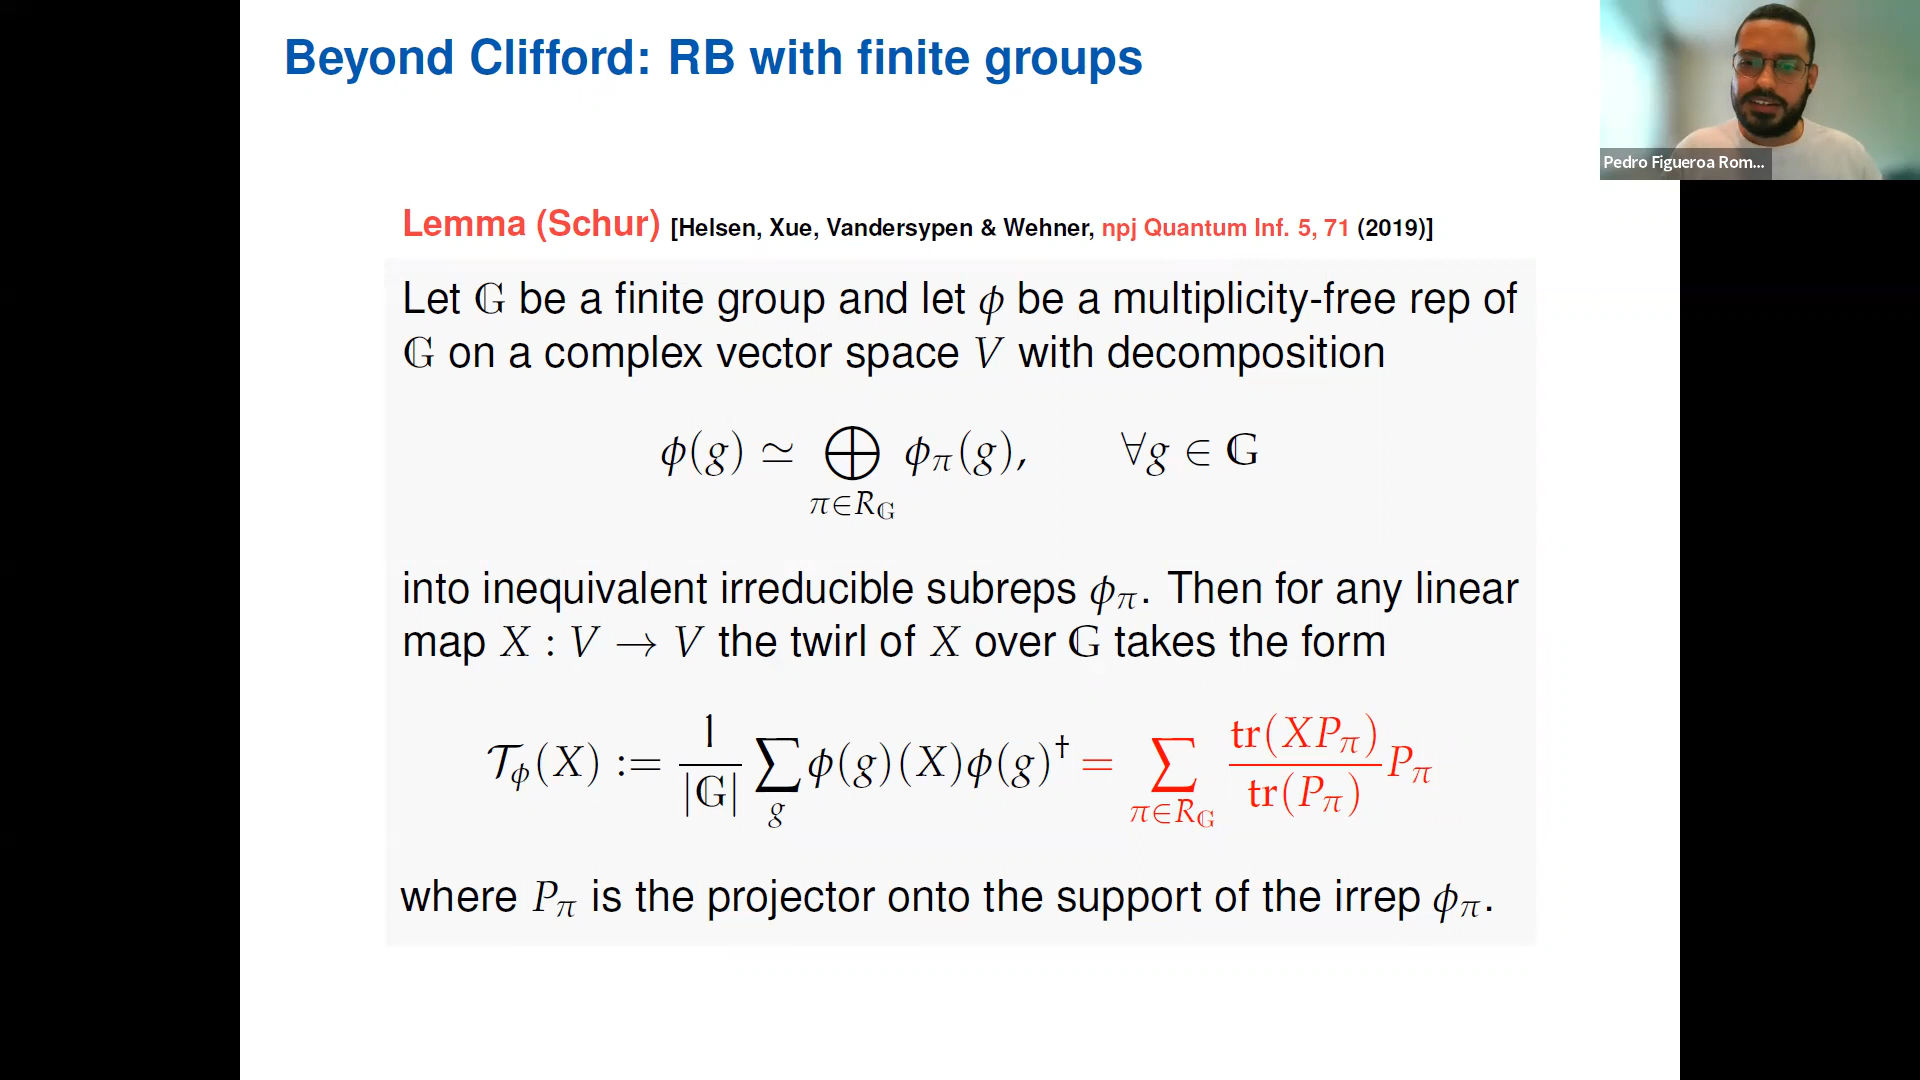 Beyond Clifford: RB with finite groups
Pedro Figueroa Rom...
Lemma (Schur) [Helsen, Xue, Vandersypen & Wehner, npj Quantum Inf. 5, 71 (2019)]
Let 𝔾 be a finite group and let ϕ be a multiplicity-free rep of
𝔾 on a complex vector space V with decomposition
ϕ(g) ≃ ⨁_{π∈R_𝔾} ϕ_π(g), ∀g ∈ 𝔾
into inequivalent irreducible subreps ϕ_π. Then for any linear
map X : V → V the twirl of X over 𝔾 takes the form
𝒯_ϕ(X) := 1/|𝔾| ∑_g ϕ(g)(X)ϕ(g)^† = ∑_{π∈R_𝔾} tr(XP_π)/tr(P_π) P_π
where P_π is the projector onto the support of the irrep ϕ_π.